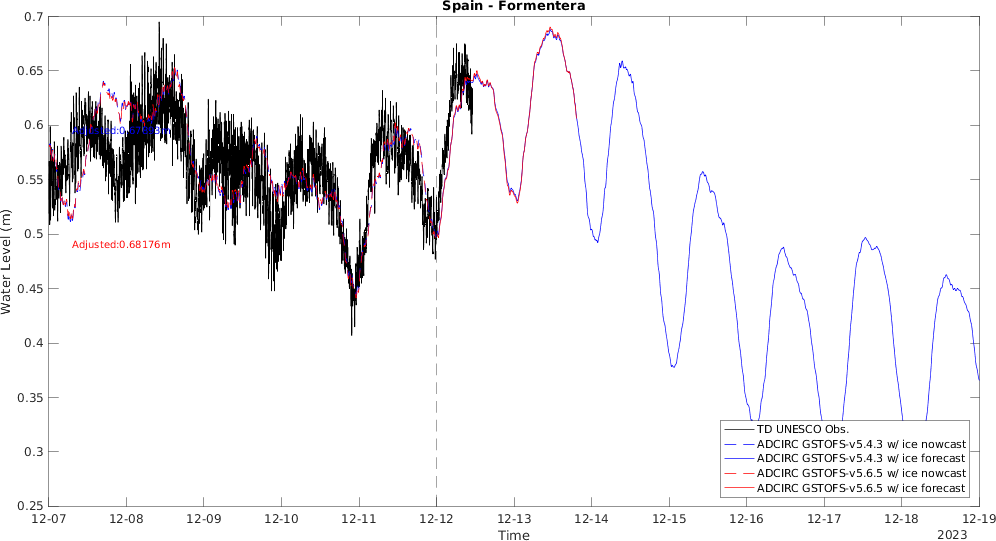 Spain - Formentera
0.7
0.65
0.6
0.55
0.5
0.45
0.4
0.35
0.3
0.25
Water Level (m)
Adjusted:0.68176m
TD UNESCO Obs.
ADCIRC GSTOFS-v5.4.3 w/ ice nowcast
ADCIRC GSTOFS-v5.4.3 w/ ice forecast
ADCIRC GSTOFS-v5.6.5 w/ ice nowcast
ADCIRC GSTOFS-v5.6.5 w/ ice forecast
12-07 12-08 12-09 12-10 12-11 12-12 12-13 12-14 12-15 12-16 12-17 12-18 12-19
Time
2023